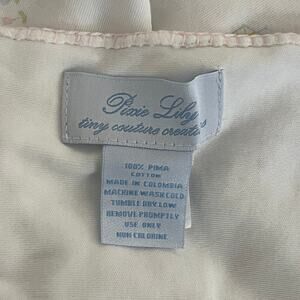 Pixie Lily
tiny couture creations
100% PIMA
COTTON
MADE IN COLOMBIA
MACHINE WASH COLD
TUMBLE DRY LOW
REMOVE PROMPTLY
USE ONLY
NON CHLORINE